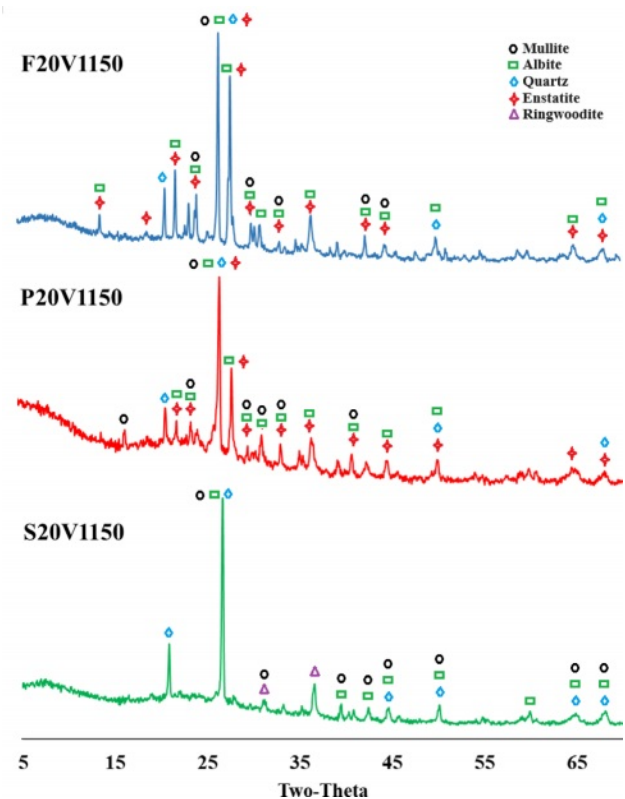 F20V1150
Mullite
Albite
Quartz
Enstatite
Ringwoodite
P20V1150
S20V1150
5 15 25 35 45 55 65
Two-Theta